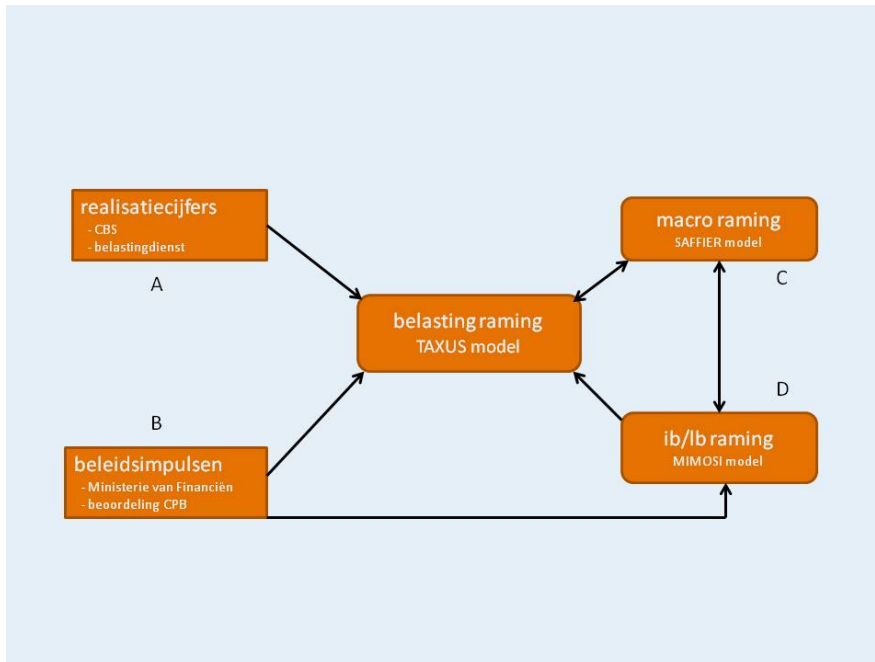 realisatiecijfers
- CBS
- belastingdienst
A
macro raming
SAFFIER model
C
belasting raming
TAXUS model
D
B
beleidsimpulsen
- Ministerie van Financiën
- beoordeling CPB
ib/lb raming
MIMOSI model